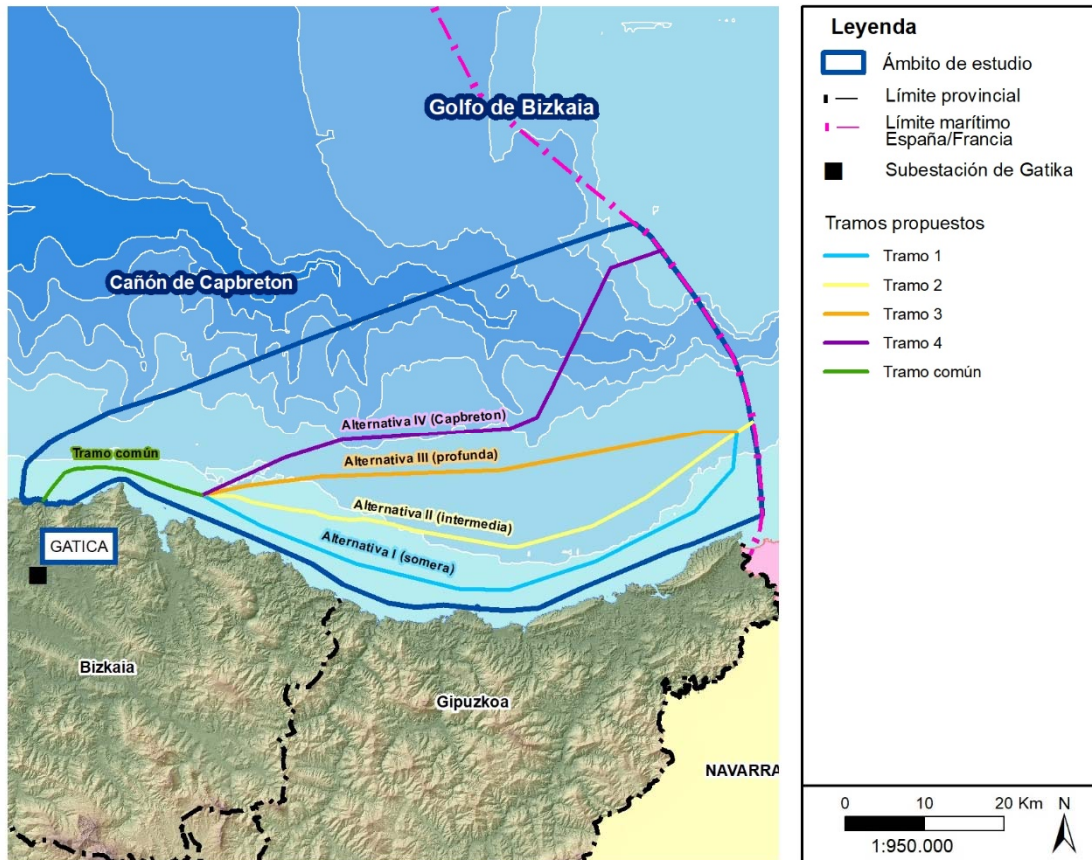 Golfo de Bizkaia
Cañón de Capbreton
Alternativa IV (Capbreton)
Tramo común
Alternativa III (profunda)
Alternativa II (intermedia)
Alternativa I (somera)
GATICA
Bizkaia
Gipuzkoa
NAVARRA
Leyenda
Ámbito de estudio
Límite provincial
Límite marítimo
España/Francia
Subestación de Gatika
Tramos propuestos
Tramo 1
Tramo 2
Tramo 3
Tramo 4
Tramo común
0 10 20 Km N
1:950.000